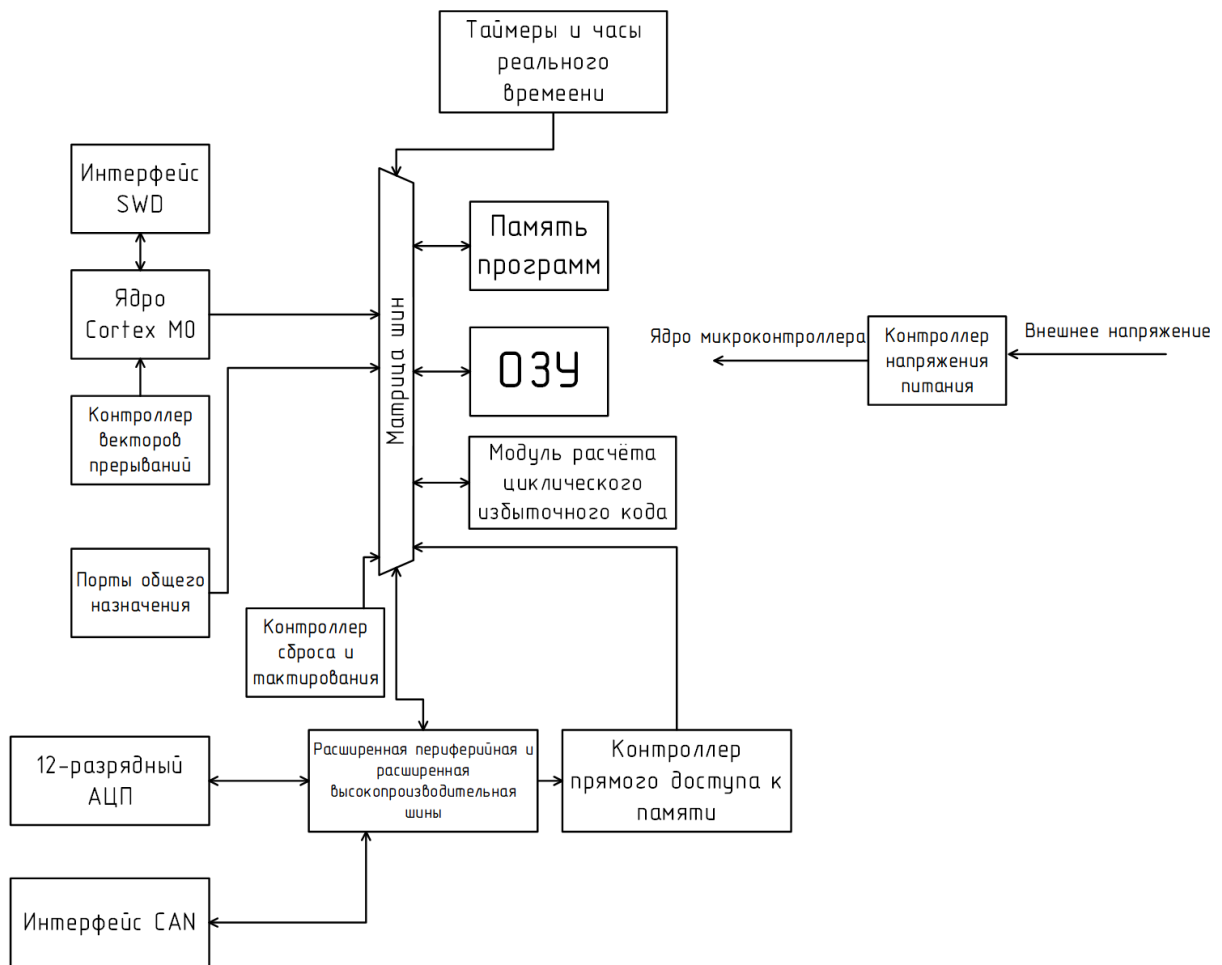 Таймеры и часы
реального
времеени
Интерфейс
SWD
Память
программ
Ядро
Cortex M0
Матрица шин
ОЗУ
Ядро микроконтроллера
Контроллер
напряжения
питания
Внешнее напряжение
Контроллер
векторов
прерываний
Модуль расчёта
циклического
избыточного кода
Порты общего
назначения
Контроллер
сброса и
тактирования
12-разрядный
АЦП
Расширенная периферийная и
расширенная
высокопроизводительная
шины
Контроллер
прямого доступа к
памяти
Интерфейс CAN